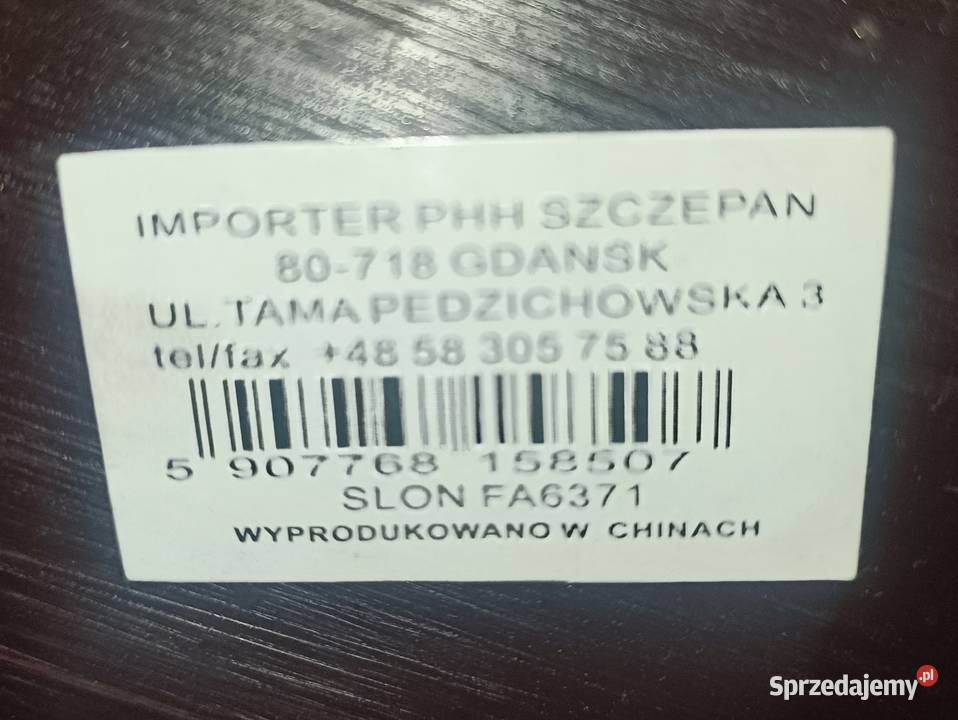 IMPORTER PHH SZCZEPAN
80-718 GDANSK
UL. TAMA PEDZICHOWSKA 3
tel/fax +48 58 305 75 88
5 907768 158507
SLON FA6371
WYPRODUKOWANO W CHINACH
Sprzedajemy.pl